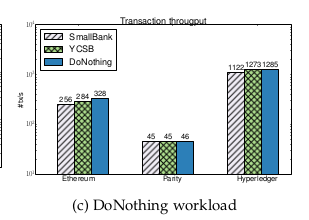 Transaction througput
SmallBank
YCSB
DoNothing
#tx/s
256 284 328
45 45 46
1122 1273 1285
Ethereum Parity Hyperledger
(c) DoNothing workload